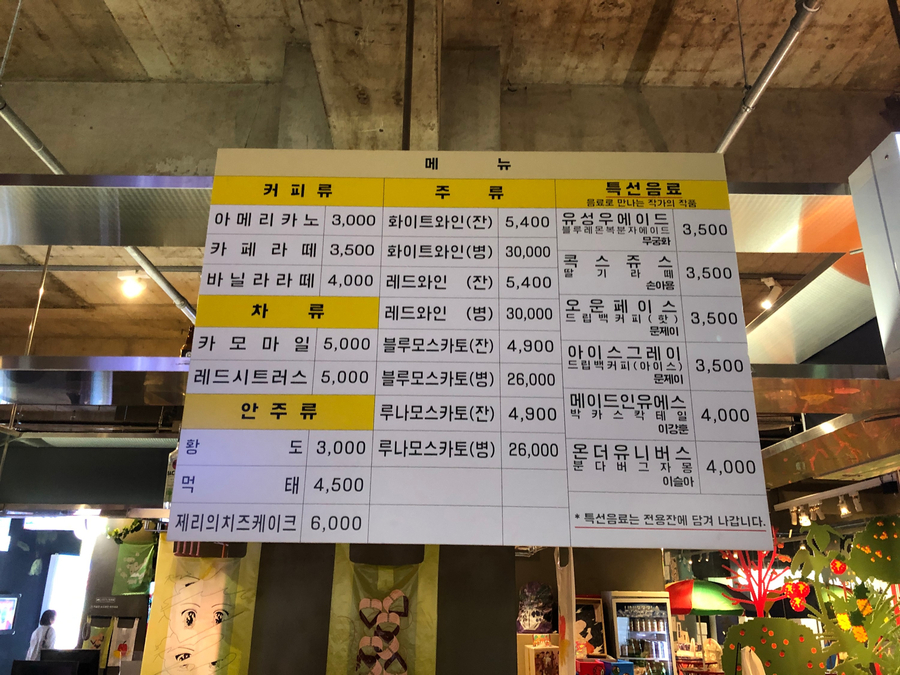 메 뉴
커 피 류
아 메 리 카 노 3,000
카 페 라 떼 3,500
바 닐 라 라 떼 4,000
차 류
카 모 마 일 5,000
레드시트러스 5,000
안 주 류
황 도 3,000
먹 태 4,500
제리의치즈케이크 6,000
주 류
화이트와인(잔) 5,400
화이트와인(병) 30,000
레드와인 (잔) 5,400
레드와인 (병) 30,000
블루모스카토(잔) 4,900
블루모스카토(병) 26,000
루나모스카토(잔) 4,900
루나모스카토(병) 26,000
특선음료
음료로 만나는 작가의 작품
유성우에이드 3,500
블루레몬복분자에이드
무궁화
콕 스 쥬 스 3,500
딸 기 라 떼
손아용
오 운 페 이 스 3,500
드 립 백 커 피 ( 핫 )
문제이
아이스그레이 3,500
드립백커피(아이스)
문제이
메이드인유에스 4,000
박 카 스 칵 테 일
이강훈
온더유니버스 4,000
분 다 버 그 자 몽
이슬아
* 특선음료는 전용잔에 담겨 나갑니다.